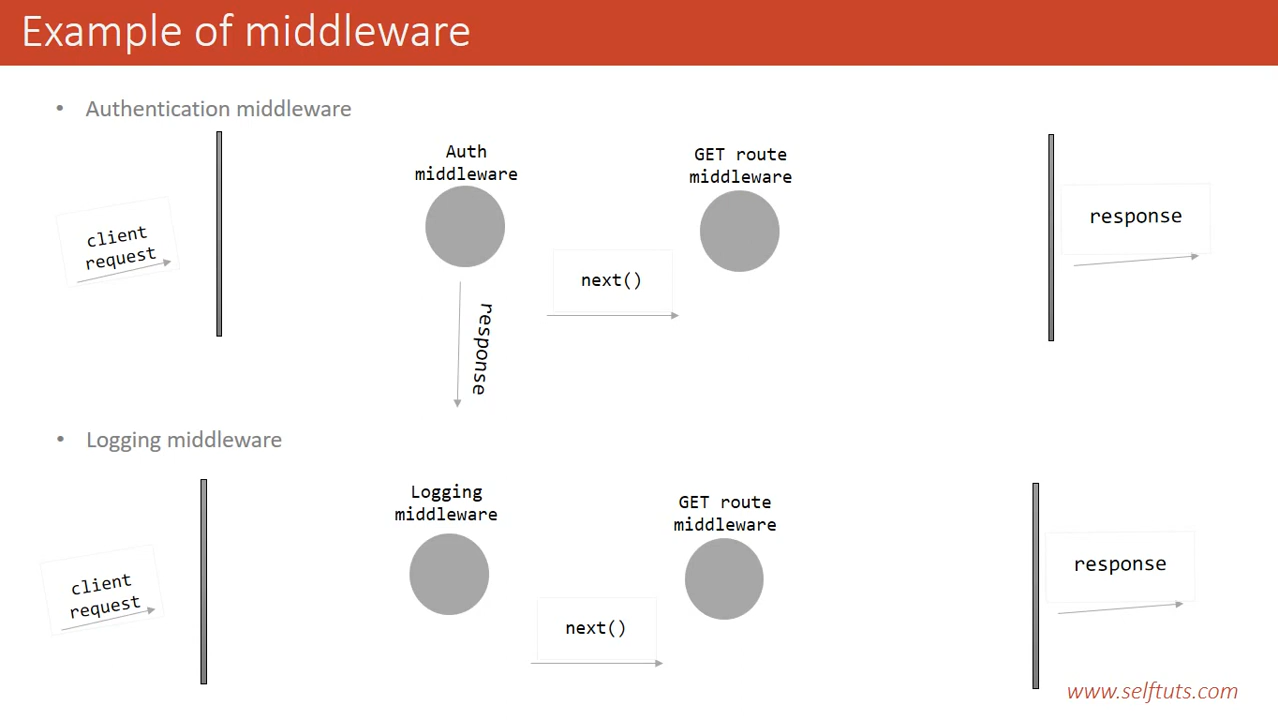 Example of middleware
• Authentication middleware
Auth
middleware
GET route
middleware
client
request
response
next()
response
• Logging middleware
Logging
middleware
GET route
middleware
client
request
response
next()
www.selftuts.com